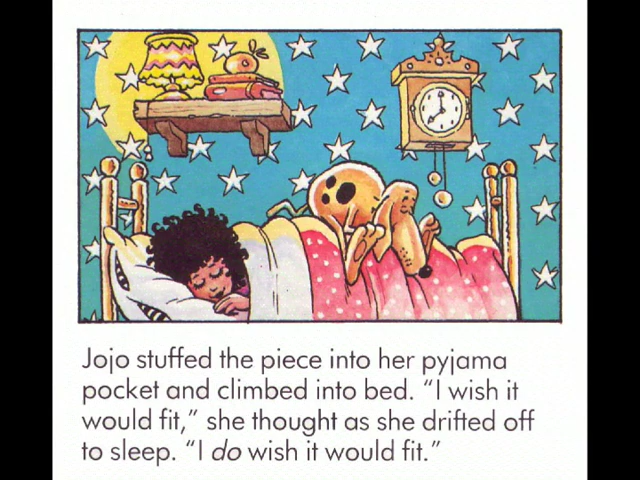 Jojo stuffed the piece into her pyjama
pocket and climbed into bed. “I wish it
would fit,” she thought as she drifted off
to sleep. “I do wish it would fit.”